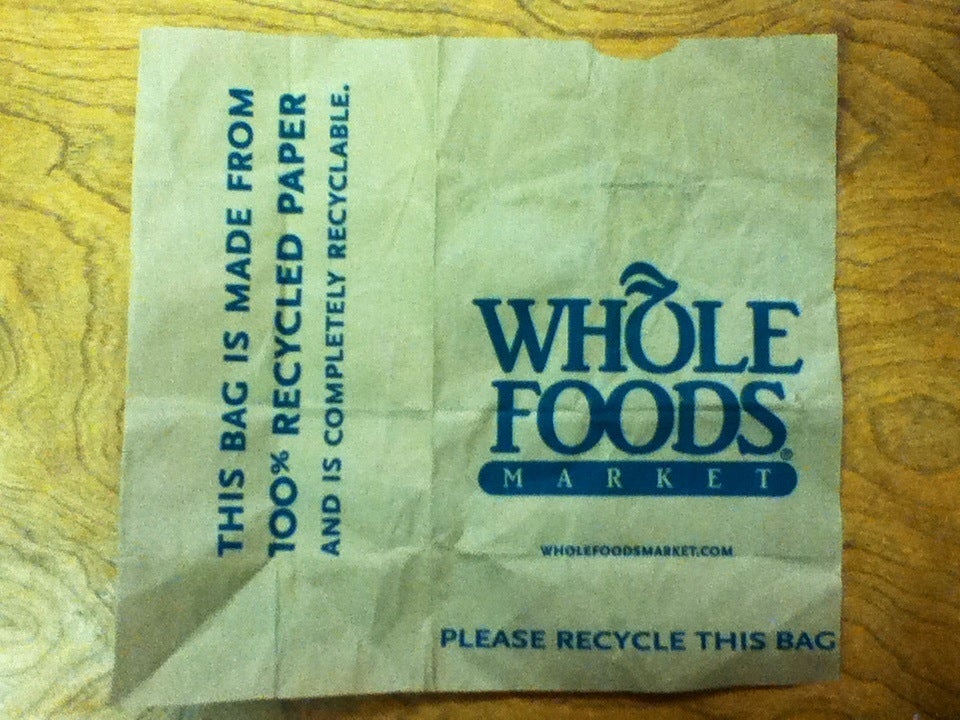 THIS BAG IS MADE FROM
100% RECYCLED PAPER
AND IS COMPLETELY RECYCLABLE.
WHOLE
FOODS®
MARKET
WHOLEFOODSMARKET.COM
PLEASE RECYCLE THIS BAG